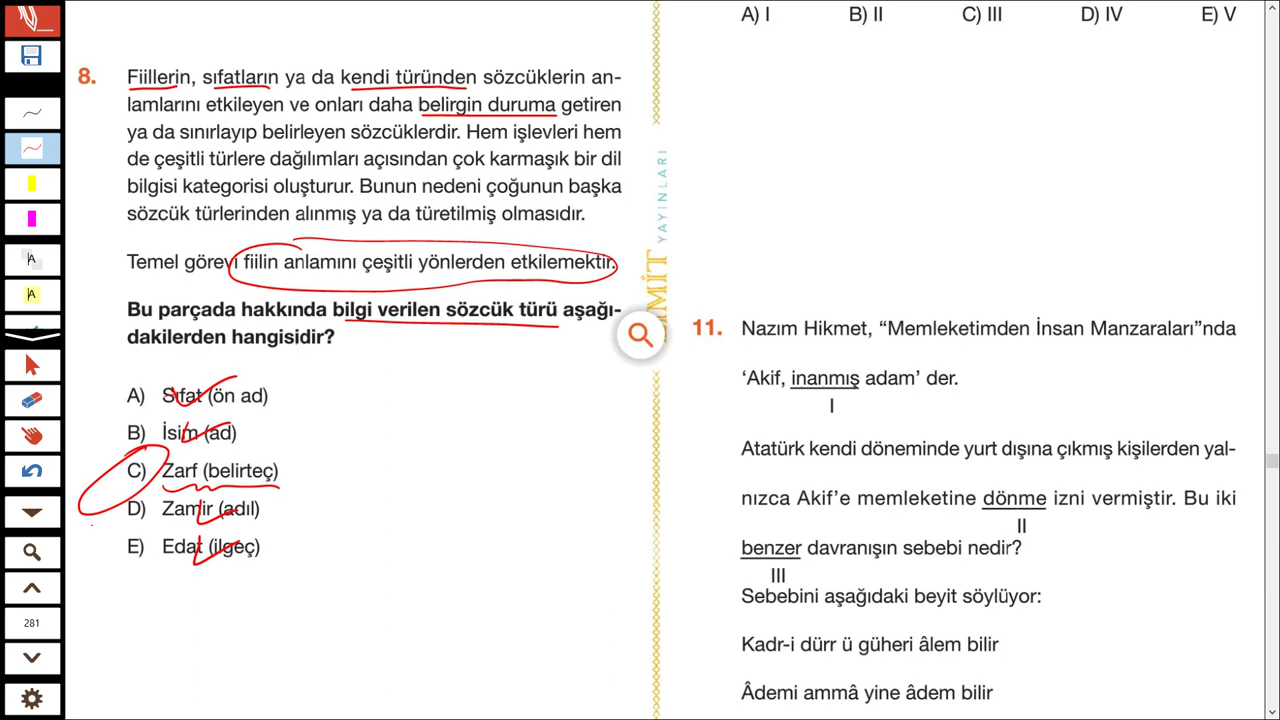 A) I B) II C) III D) IV E) V
8. Fiillerin, sıfatların ya da kendi türünden sözcüklerin an-
lamlarını etkileyen ve onları daha belirgin duruma getiren
ya da sınırlayıp belirleyen sözcüklerdir. Hem işlevleri hem
de çeşitli türlere dağılımları açısından çok karmaşık bir dil
bilgisi kategorisi oluşturur. Bunun nedeni çoğunun başka
sözcük türlerinden alınmış ya da türetilmiş olmasıdır.
Temel görevi fiilin anlamını çeşitli yönlerden etkilemektir.
Bu parçada hakkında bilgi verilen sözcük türü aşağı-
dakilerden hangisidir?
A) Sıfat (ön ad)
B) İsim (ad)
C) Zarf (belirteç)
D) Zamir (adıl)
E) Edat (ilgeç)
YAYINLARI
11. Nazım Hikmet, “Memleketimden İnsan Manzaraları”nda
‘Akif, inanmış adam’ der.
I
Atatürk kendi döneminde yurt dışına çıkmış kişilerden yal-
nızca Akif’e memleketine dönme izni vermiştir. Bu iki
II
benzer davranışın sebebi nedir?
III
Sebebini aşağıdaki beyit söylüyor:
Kadr-i dürr ü güheri âlem bilir
Âdemi ammâ yine âdem bilir
A
A
281